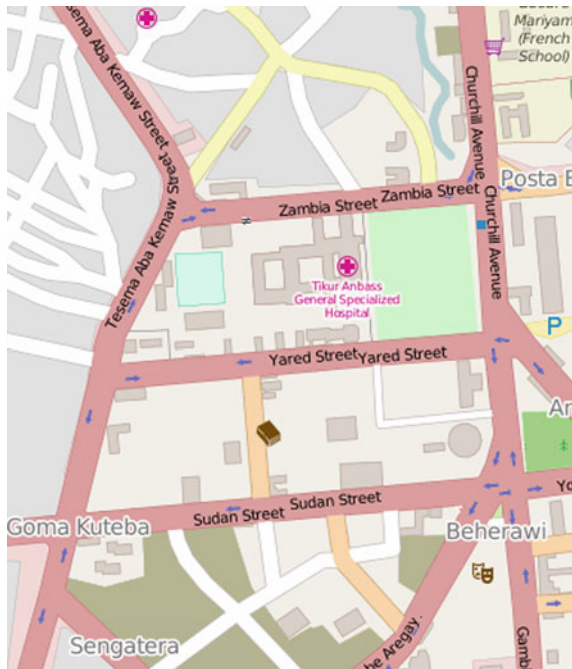 Mariyam
(French
School)
Tesema Aba Kemaw Street
Churchill Avenue
Posta
Zambia Street
Zambia Street
Churchill Avenue
Tesema Aba Kemaw Street
Tikur Anbass
General Specialized
Hospital
P
Yared Street
Yared Street
Sudan Street
Sudan Street
Goma Kuteba
Beherawi
Sengatera
he Aregay
Gamb